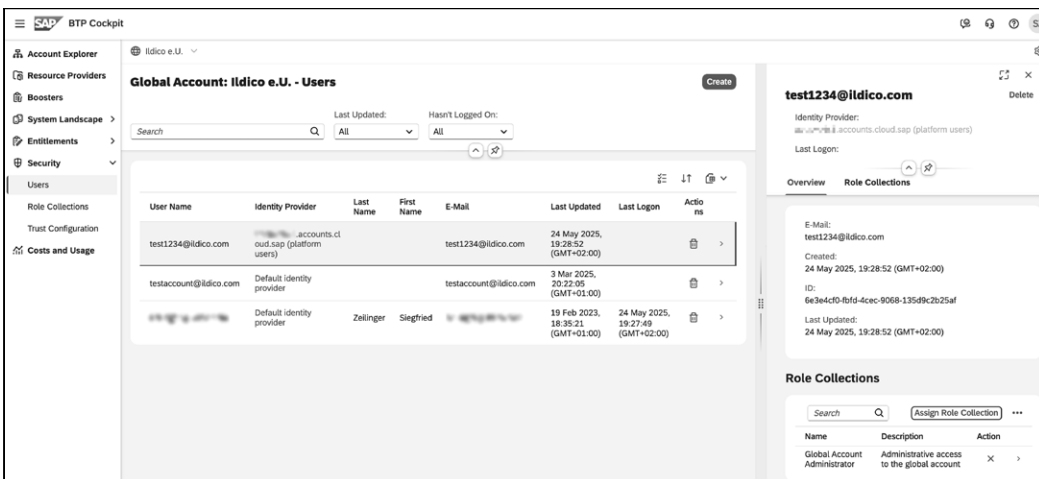 SAP BTP Cockpit
S
Account Explorer
Resource Providers
Boosters
System Landscape
Entitlements
Security
Users
Role Collections
Trust Configuration
Costs and Usage
Ildico e.U.
Global Account: Ildico e.U. - Users
Create
Last Updated:
Hasn't Logged On:
Search
All
All
User Name
Identity Provider
Last
Name
First
Name
E-Mail
Last Updated
Last Logon
Actio
ns
test1234@ildico.com
.accounts.cl
oud.sap (platform
users)
test1234@ildico.com
24 May 2025,
19:28:52
(GMT+02:00)
testaccount@ildico.com
Default identity
provider
testaccount@ildico.com
3 Mar 2025,
20:22:05
(GMT+01:00)
Default identity
provider
Zeilinger
Siegfried
19 Feb 2023,
18:35:21
(GMT+01:00)
24 May 2025,
19:27:49
(GMT+02:00)
test1234@ildico.com
Delete
Identity Provider:
.accounts.cloud.sap (platform users)
Last Logon:
Overview
Role Collections
E-Mail:
test1234@ildico.com
Created:
24 May 2025, 19:28:52 (GMT+02:00)
ID:
6e3e4cf0-fbfd-4cec-9068-135d9c2b25af
Last Updated:
24 May 2025, 19:28:52 (GMT+02:00)
Role Collections
Search
Assign Role Collection
Name
Description
Action
Global Account
Administrator
Administrative access
to the global account